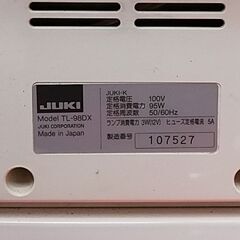 JUKI
Model TL-98DX
JUKI CORPORATION
Made in Japan
JUKI-K
定格電圧 100V
定格消費電力 95W
定格周波数 50/60Hz
ランプ消費電力 3W(12V) ヒューズ定格電流 5A
製造番号 107527